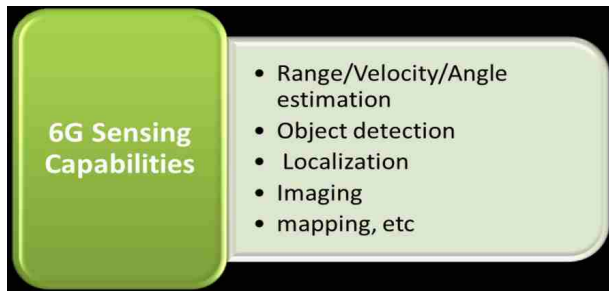 6G Sensing
Capabilities
• Range/Velocity/Angle
estimation
• Object detection
• Localization
• Imaging
• mapping, etc